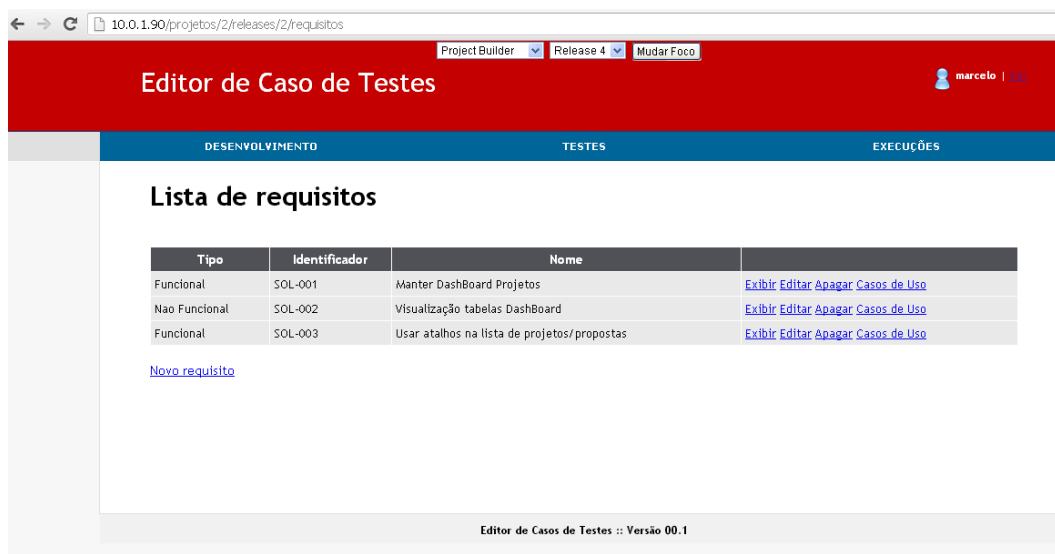 10.0.1.90/projetos/2/releases/2/requisitos
Project Builder Release 4 Mudar Foco
Editor de Caso de Testes
marcelo |
DESENVOLVIMENTO TESTES EXECUÇÕES
Lista de requisitos
Tipo Identificador Nome
Funcional SOL-001 Manter DashBoard Projetos Exibir Editar Apagar Casos de Uso
Nao Funcional SOL-002 Visualização tabelas DashBoard Exibir Editar Apagar Casos de Uso
Funcional SOL-003 Usar atalhos na lista de projetos/propostas Exibir Editar Apagar Casos de Uso
Novo requisito
Editor de Casos de Testes :: Versão 00.1